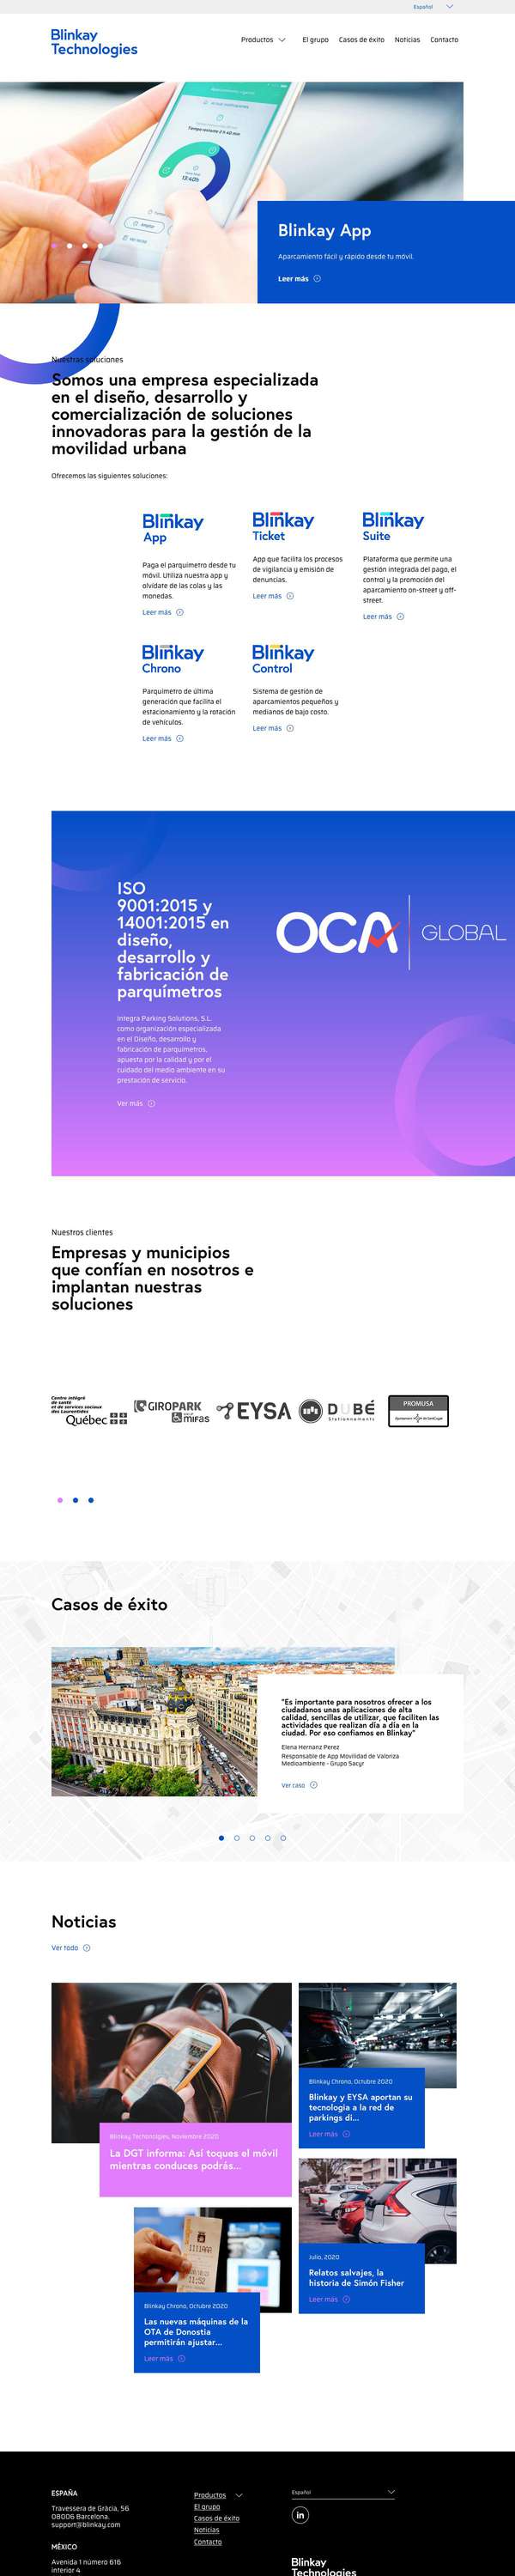 Español
Blinkay
Technologies
Productos
El grupo
Casos de éxito
Noticias
Contacto
Blinkay App
Aparcamiento fácil y rápido desde tu móvil.
Leer más
Nuestras soluciones
Somos una empresa especializada
en el diseño, desarrollo y
comercialización de soluciones
innovadoras para la gestión de la
movilidad urbana
Ofrecemos las siguientes soluciones:
Blinkay
App
Paga el parquímetro desde tu
móvil. Utiliza nuestra app y
olvídate de las colas y las
monedas.
Leer más
Blinkay
Ticket
App que facilita los procesos
de vigilancia y emisión de
denuncias.
Leer más
Blinkay
Suite
Plataforma que permite una
gestión integrada del pago, el
control y la promoción del
aparcamiento on-street y off-
street.
Leer más
Blinkay
Chrono
Parquímetro de última
generación que facilita el
estacionamiento y la rotación
de vehículos.
Leer más
Blinkay
Control
Sistema de gestión de
aparcamientos pequeños y
medianos de bajo costo.
Leer más
ISO
9001:2015 y
14001:2015 en
diseño,
desarrollo y
fabricación de
parquímetros
Integra Parking Solutions, S.L.
como organización especializada
en el Diseño, desarrollo y
fabricación de parquímetros,
apuesta por la calidad y por el
cuidado del medio ambiente en su
prestación de servicio.
Ver más
OCA GLOBAL
Nuestros clientes
Empresas y municipios
que confían en nosotros e
implantan nuestras
soluciones
Centre intégré
de santé
et de services sociaux
des Laurentides
Québec
GIROPARK
mifas
EYSA
DUBÉ
Stationnements
PROMUSA
Casos de éxito
"Es importante para nosotros ofrecer a los
ciudadanos unas aplicaciones de alta
calidad, sencillas de utilizar, que faciliten las
actividades que realizan día a día en la
ciudad. Por eso confiamos en Blinkay"
Elena Hernanz Perez
Responsable de App Movilidad de Valoriza
Medioambiente - Grupo Sacyr
Ver caso
Noticias
Ver todo
Blinkay Technologies, Noviembre 2020
La DGT informa: Así toques el móvil
mientras conduces podrás...
Blinkay Chrono, Octubre 2020
Blinkay y EYSA aportan su
tecnología a la red de
parkings di...
Leer más
Julio, 2020
Relatos salvajes, la
historia de Simón Fisher
Leer más
Blinkay Chrono, Octubre 2020
Las nuevas máquinas de la
OTA de Donostia
permitirán ajustar...
Leer más
ESPAÑA
Travessera de Gràcia, 56
08006 Barcelona.
support@blinkay.com
MÉXICO
Avenida 1 número 616
interior 4
Productos
El grupo
Casos de éxito
Noticias
Contacto
Español
in
Blinkay
Technologies